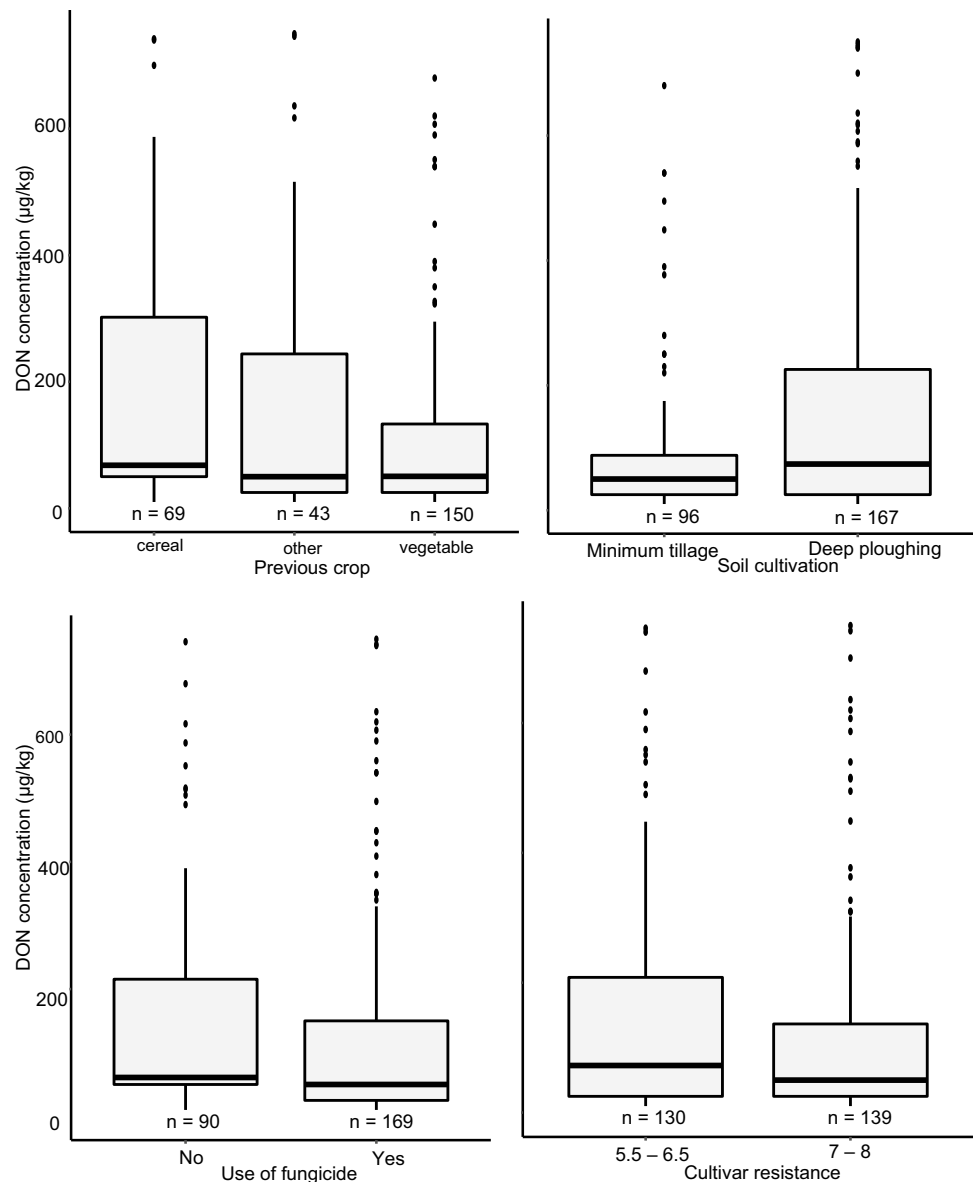 DON concentration (µg/kg)
600
400
200
0
n = 69
n = 43
n = 150
cereal
other
vegetable
Previous crop
n = 96
n = 167
Minimum tillage
Deep ploughing
Soil cultivation
DON concentration (µg/kg)
600
400
200
0
n = 90
n = 169
No
Yes
Use of fungicide
n = 130
n = 139
5.5 – 6.5
7 – 8
Cultivar resistance